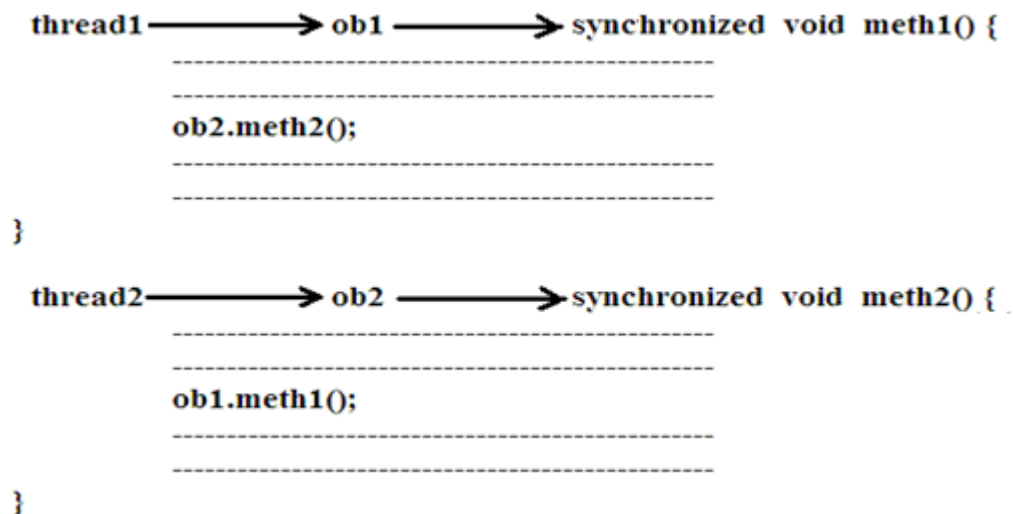 thread1 ob1 synchronized void meth1() {
------------------------------------------------
------------------------------------------------
ob2.meth2();
------------------------------------------------
------------------------------------------------
}
thread2 ob2 synchronized void meth2() {
------------------------------------------------
------------------------------------------------
ob1.meth1();
------------------------------------------------
------------------------------------------------
}